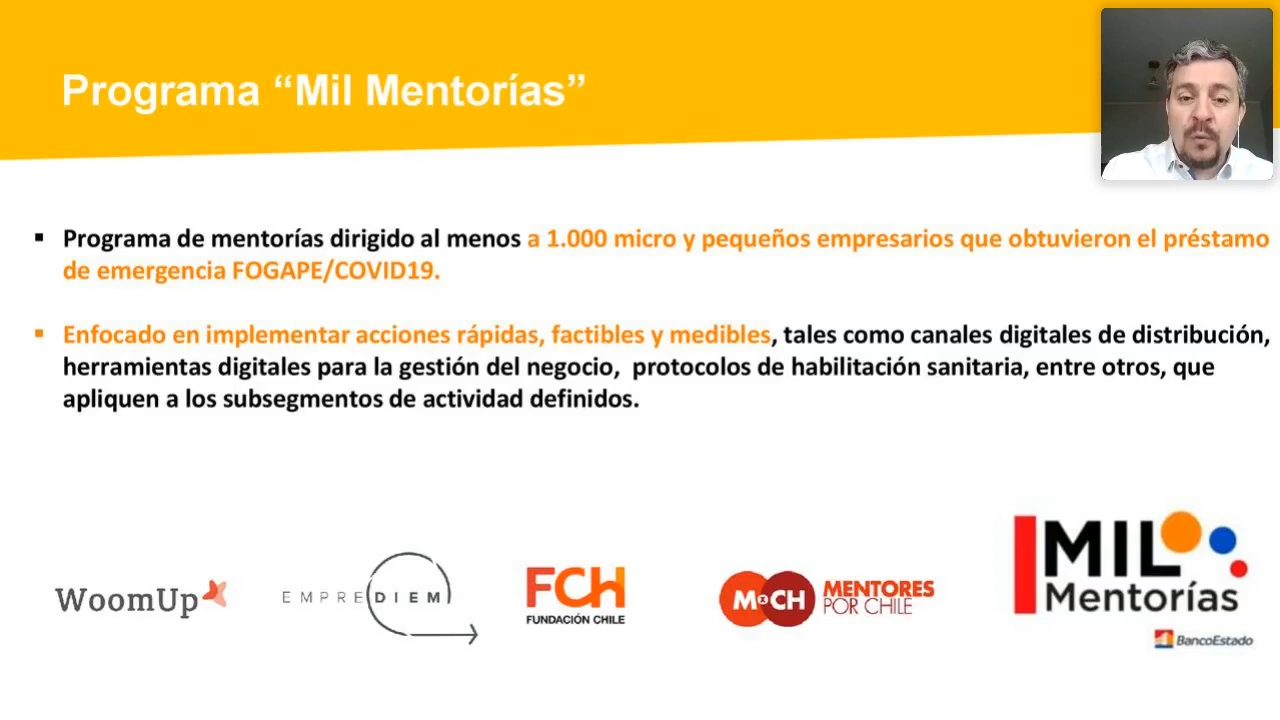 Programa “Mil Mentorías”
▪ Programa de mentorías dirigido al menos a 1.000 micro y pequeños empresarios que obtuvieron el préstamo
de emergencia FOGAPE/COVID19.
▪ Enfocado en implementar acciones rápidas, factibles y medibles, tales como canales digitales de distribución,
herramientas digitales para la gestión del negocio, protocolos de habilitación sanitaria, entre otros, que
apliquen a los subsegmentos de actividad definidos.
WoomUp
EMPREDIEM
FCh
FUNDACIÓN CHILE
MCH
MENTORES
POR CHILE
MIL
Mentorías
BancoEstado